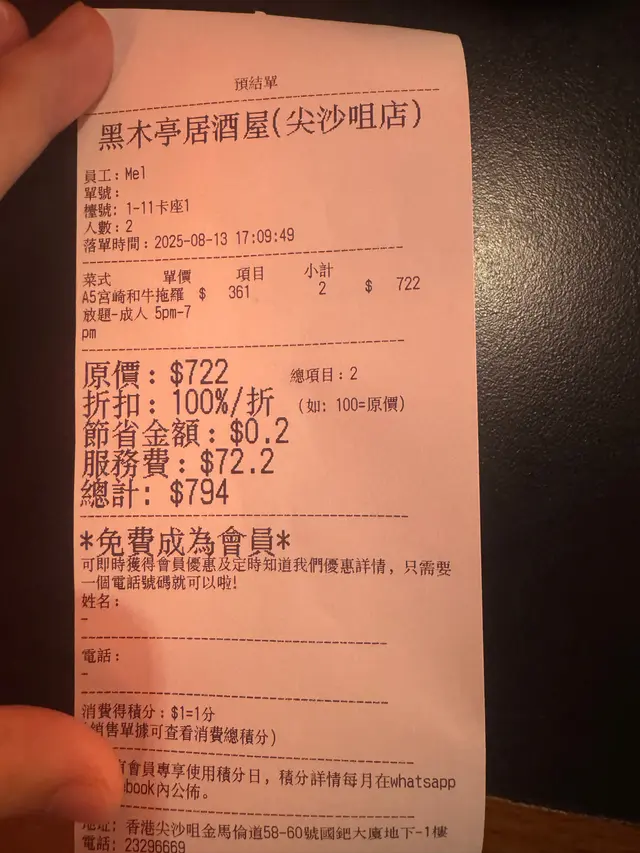 預結單
黑木亭居酒屋(尖沙咀店)
員工：Mel
單號：
檯號：1-11卡座1
人數：2
落單時間：2025-08-13 17:09:49
菜式 單價 項目 小計
A5宮崎和牛拖羅 $ 361 2 $ 722
放題-成人 5pm-7
pm
原價：$722 總項目：2
折扣：100%/折 (如: 100=原價)
節省金額：$0.2
服務費：$72.2
總計：$794
*免費成為會員*
可即時獲得會員優惠及定時知道我們優惠詳情，只需要
一個電話號碼就可以啦!
姓名：
-
電話：
-
消費得積分：$1=1分
銷售單據可查看消費總積分)
會員專享使用積分日，積分詳情每月在whatsapp
book內公佈。
地址：香港尖沙咀金馬倫道58-60號國鈀大廈地下-1樓
電話：23296669